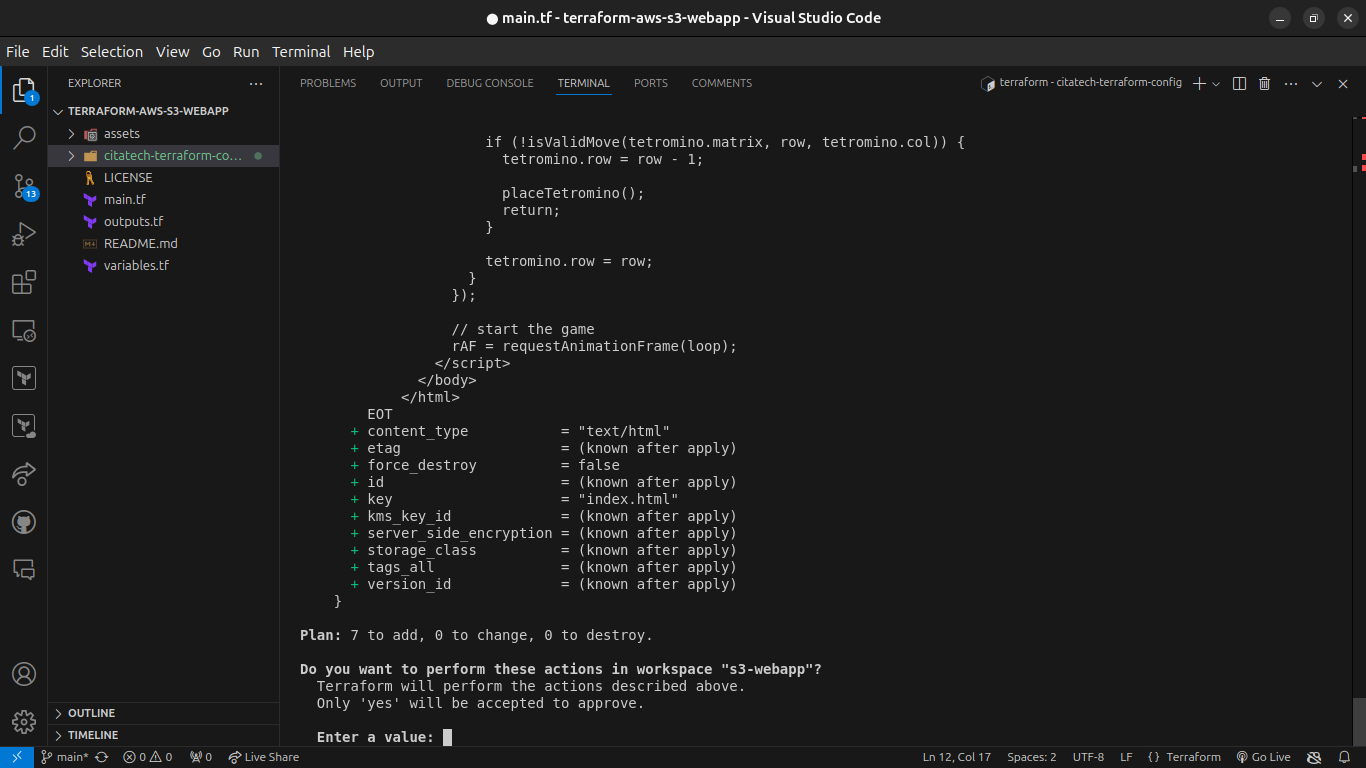 ● main.tf - terraform-aws-s3-webapp - Visual Studio Code
File Edit Selection View Go Run Terminal Help
EXPLORER
PROBLEMS OUTPUT DEBUG CONSOLE TERMINAL PORTS COMMENTS
terraform - citatech-terraform-config
1
TERRAFORM-AWS-S3-WEBAPP
assets
citatech-terraform-co...
LICENSE
main.tf
outputs.tf
README.md
variables.tf
13
if (!isValidMove(tetromino.matrix, row, tetromino.col)) {
tetromino.row = row - 1;
placeTetromino();
return;
}
tetromino.row = row;
}
});
// start the game
rAF = requestAnimationFrame(loop);
</script>
</body>
</html>
EOT
+ content_type = "text/html"
+ etag = (known after apply)
+ force_destroy = false
+ id = (known after apply)
+ key = "index.html"
+ kms_key_id = (known after apply)
+ server_side_encryption = (known after apply)
+ storage_class = (known after apply)
+ tags_all = (known after apply)
+ version_id = (known after apply)
}
Plan: 7 to add, 0 to change, 0 to destroy.
Do you want to perform these actions in workspace "s3-webapp"?
Terraform will perform the actions described above.
Only 'yes' will be accepted to approve.
Enter a value:
OUTLINE
TIMELINE
main* 0 0 0 Live Share Ln 12, Col 17 Spaces: 2 UTF-8 LF {} Terraform Go Live